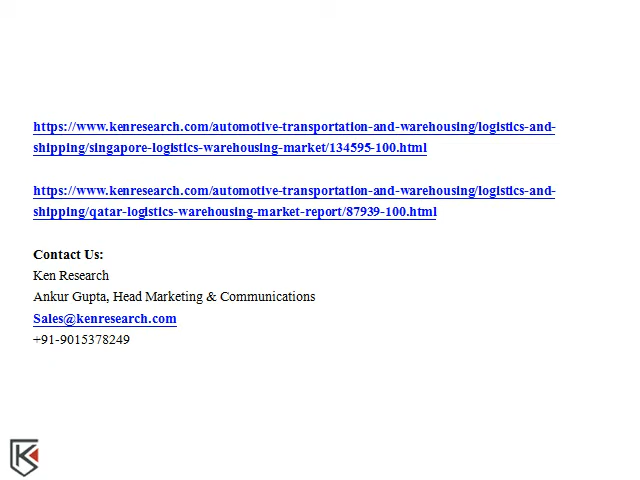 https://www.kenresearch.com/automotive-transportation-and-warehousing/logistics-and-
shipping/singapore-logistics-warehousing-market/134595-100.html
https://www.kenresearch.com/automotive-transportation-and-warehousing/logistics-and-
shipping/qatar-logistics-warehousing-market-report/87939-100.html
Contact Us:
Ken Research
Ankur Gupta, Head Marketing & Communications
Sales@kenresearch.com
+91-9015378249